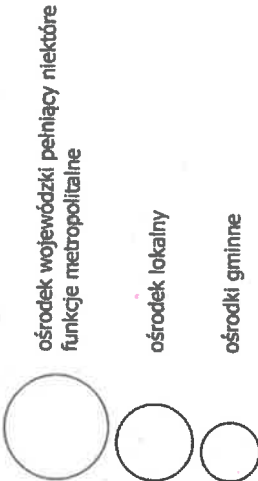 ośrodek wojewódzki pełniący niektóre
funkcje metropolitalne
ośrodek lokalny
ośrodki gminne